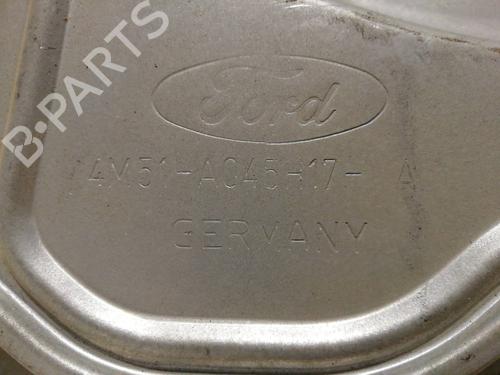 B-PARTS
Ford
4M51-A045H17- A
GERMANY